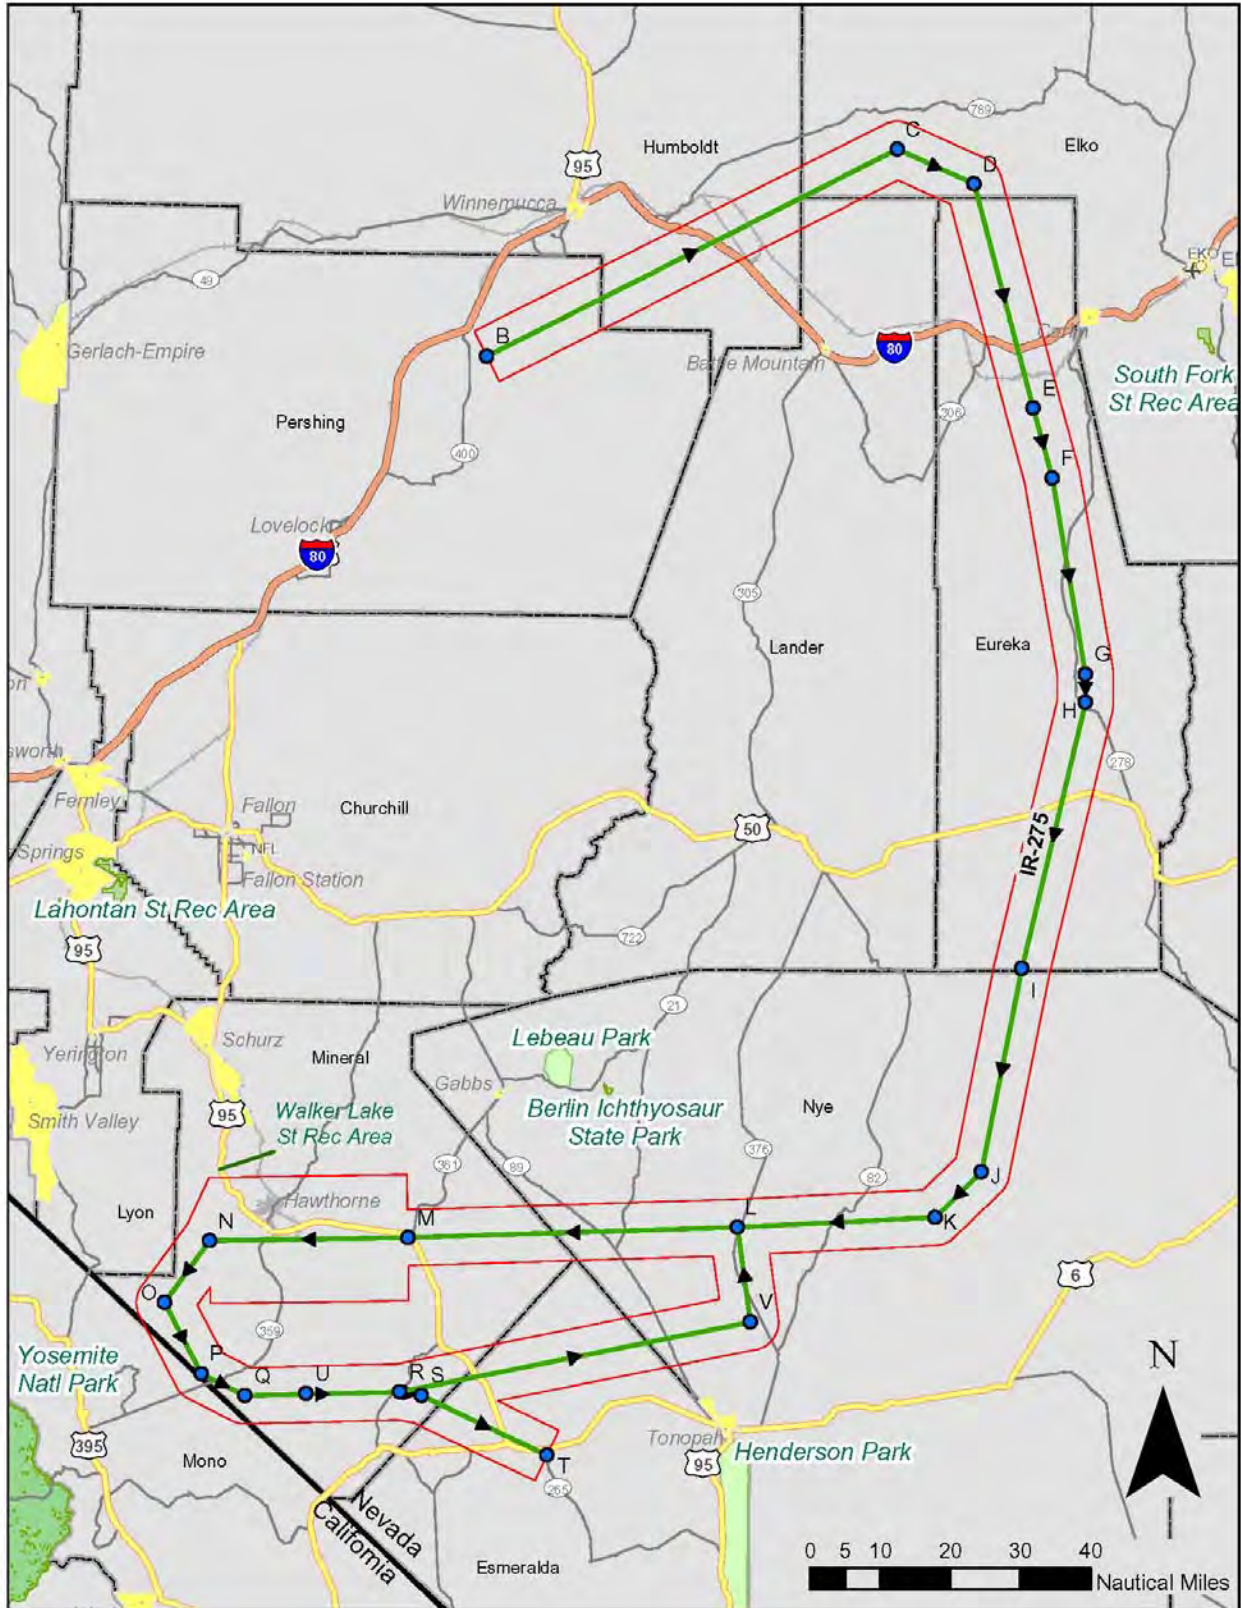 789
C
Humboldt
Elko
95
D
Winnemucca
EKO
49
B
Gerlach-Empire
Carlin
80
Battle Mountain
South Fork
St Rec Area
E
306
Pershing
400
F
Lovelock
80
305
Lander
Eureka
G
H
on
sworth
278
Fernley
Fallon
Churchill
50
IR-275
Springs
NFL
Fallon Station
Lahontan St Rec Area
95
722
I
21
Lebeau Park
Yerington
Schurz
Mineral
Gabbs
Berlin Ichthyosaur
State Park
Nye
Smith Valley
95
Walker Lake
St Rec Area
376
361
89
82
J
Lyon
Hawthorne
N
M
L
K
6
O
V
359
Yosemite
Natl Park
P
Q
U
R
S
N
395
Mono
Tonopah
Henderson Park
T
95
265
Nevada
California
Esmeralda
0 5 10 20 30 40
Nautical Miles